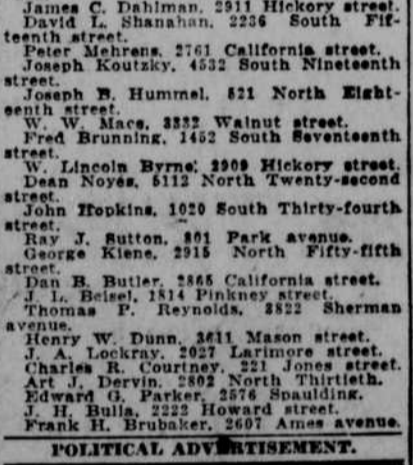 James C. Dahlman, 2911 Hickory street.
David L. Shanahan, 2236 South Fif-
teenth street.
Peter Mehrens, 2761 California street.
Joseph Koutzky, 4532 South Nineteenth
street.
Joseph B. Hummel, 521 North Eight-
eenth street.
W. W. Mace, 3332 Walnut street.
Fred Brunning, 1452 South Seventeenth
street.
W. Lincoln Byrne, 2909 Hickory street.
Dean Noyes, 5112 North Twenty-second
street.
John Hopkins, 1020 South Thirty-fourth
street.
Ray J. Sutton, 801 Park avenue.
George Kiene, 2915 North Fifty-fifth
street.
Dan B. Butler, 2865 California street.
J. L. Beisel, 1814 Pinkney street.
Thomas P. Reynolds, 3822 Sherman
avenue.
Henry W. Dunn, 3611 Mason street.
J. A. Lockray, 2027 Larimore street.
Charles R. Courtney, 221 Jones street.
Art J. Dervin, 2802 North Thirtieth.
Edward G. Parker, 2576 Spaulding.
J. H. Bulla, 2222 Howard street.
Frank H. Brubaker, 2607 Ames avenue.
POLITICAL ADVERTISEMENT.